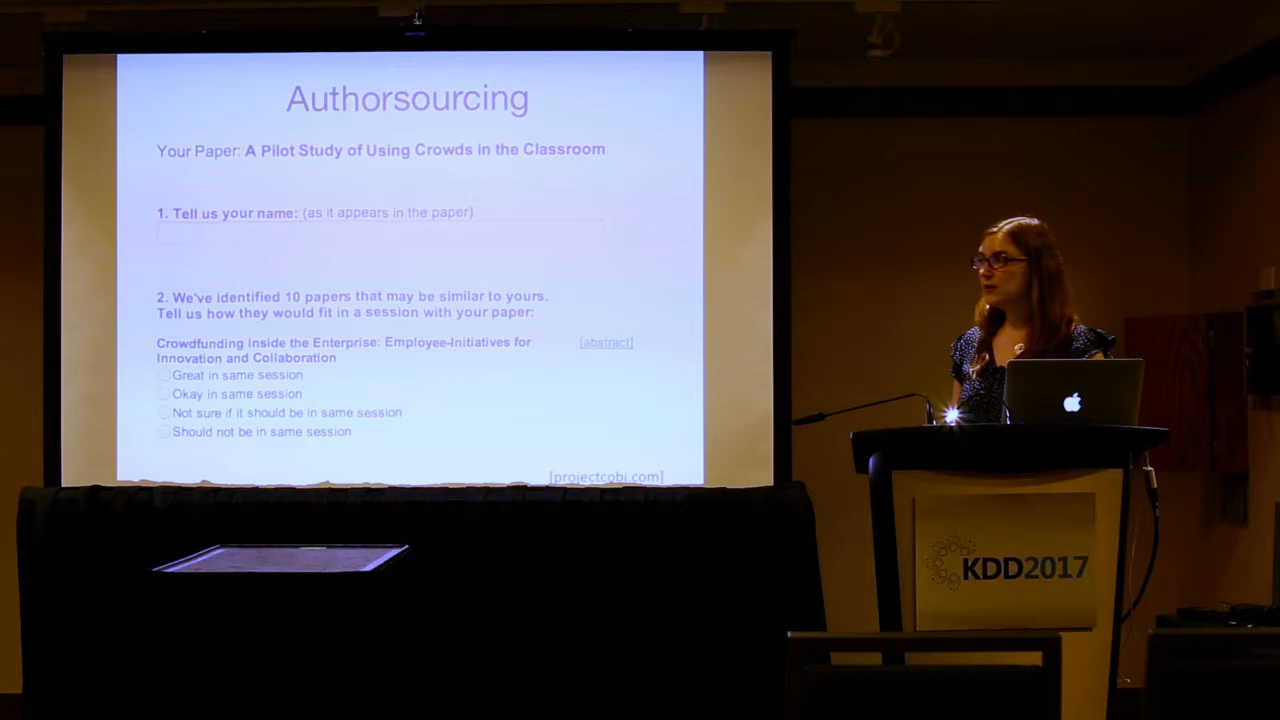 Authorsourcing
Your Paper: A Pilot Study of Using Crowds in the Classroom
1. Tell us your name: (as it appears in the paper)
2. We've identified 10 papers that may be similar to yours.
Tell us how they would fit in a session with your paper:
Crowdfunding inside the Enterprise: Employee-Initiatives for [abstract]
Innovation and Collaboration
Great in same session
Okay in same session
Not sure if it should be in same session
Should not be in same session
[projectcobi.com]
KDD2017